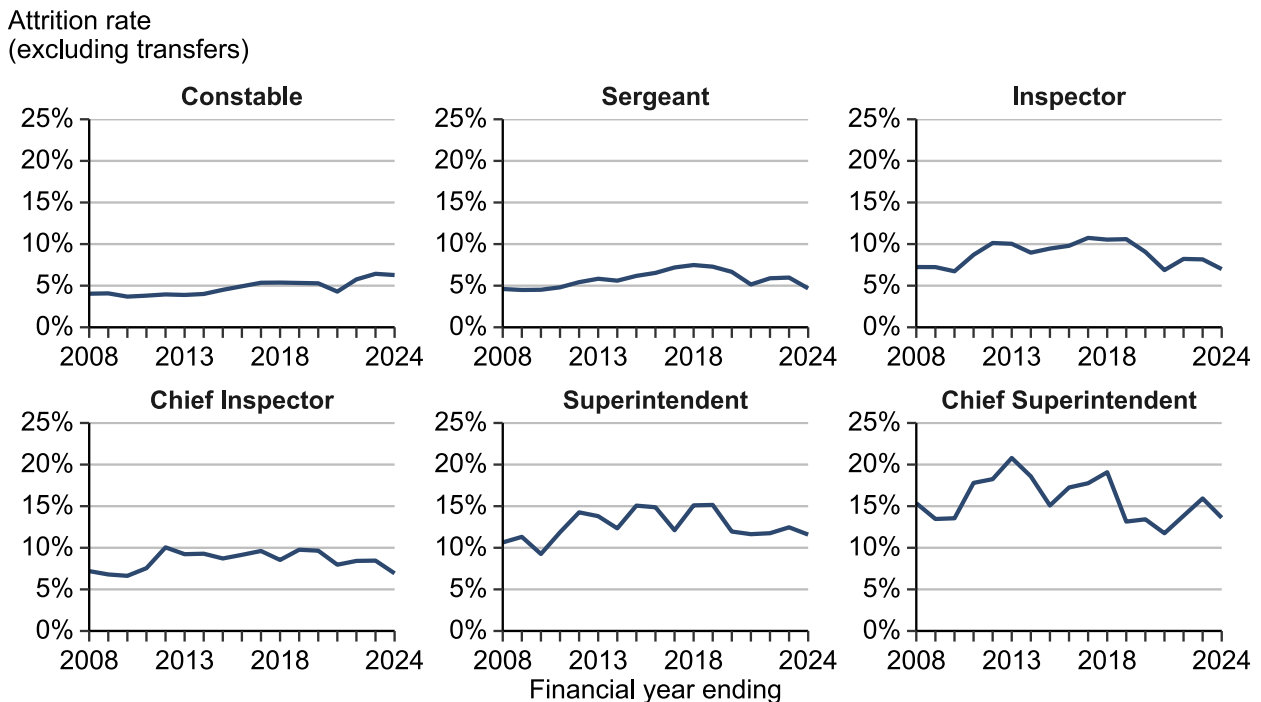 Attrition rate
(excluding transfers)
Constable
25%
20%
15%
10%
5%
0%
2008 2013 2018 2024
Sergeant
25%
20%
15%
10%
5%
0%
2008 2013 2018 2024
Inspector
25%
20%
15%
10%
5%
0%
2008 2013 2018 2024
Chief Inspector
25%
20%
15%
10%
5%
0%
2008 2013 2018 2024
Superintendent
25%
20%
15%
10%
5%
0%
2008 2013 2018 2024
Chief Superintendent
25%
20%
15%
10%
5%
0%
2008 2013 2018 2024
Financial year ending